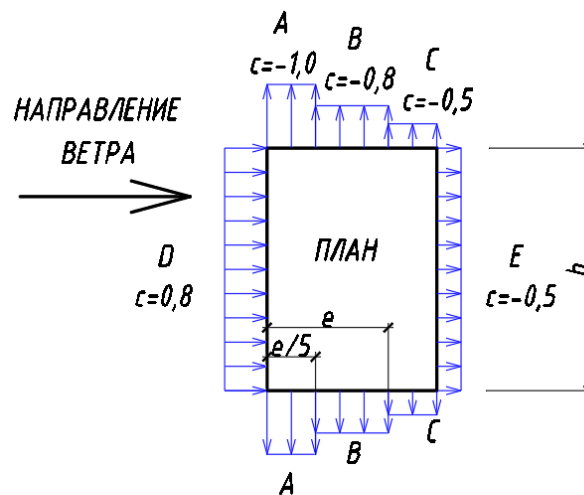 A
c=-1,0
B
c=-0,8
C
c=-0,5
НАПРАВЛЕНИЕ
ВЕТРА
D
c=0,8
ПЛАН
E
c=-0,5
b
e
e/5
A
B
C